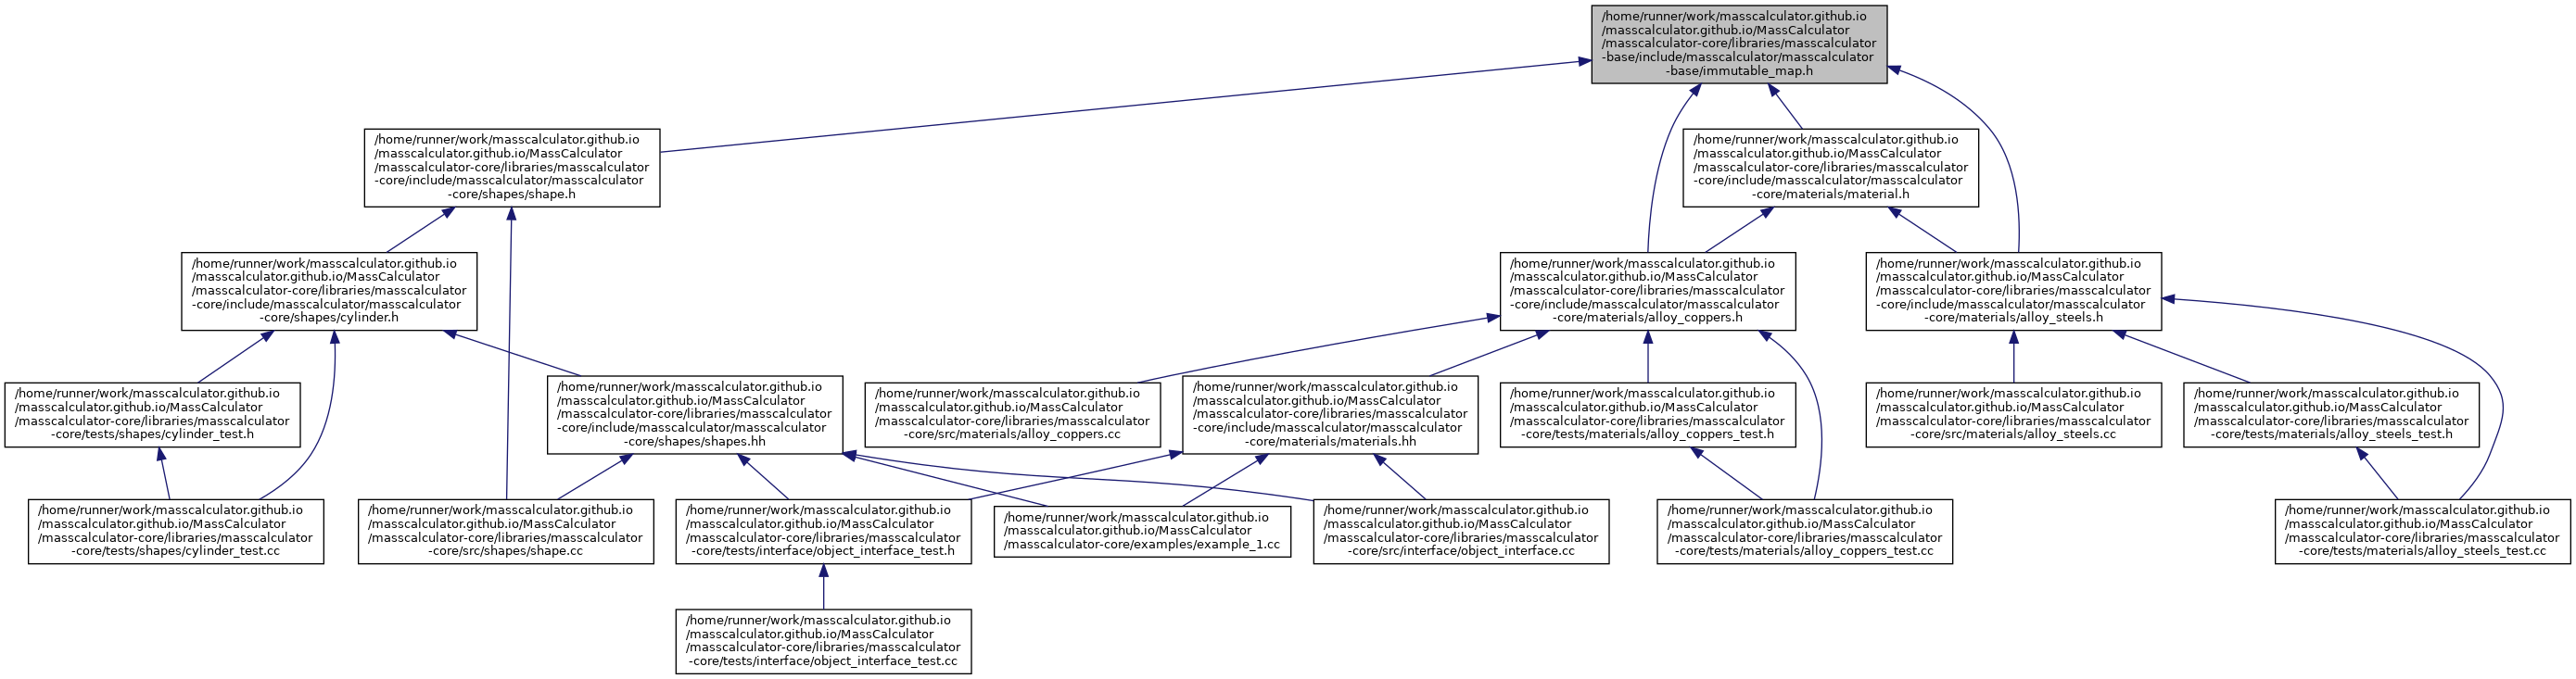 /home/runner/work/masscalculator.github.io
/masscalculator.github.io/MassCalculator
/masscalculator-core/libraries/masscalculator
-base/include/masscalculator/masscalculator
-base/immutable_map.h
/home/runner/work/masscalculator.github.io
/masscalculator.github.io/MassCalculator
/masscalculator-core/libraries/masscalculator
-core/include/masscalculator/masscalculator
-core/shapes/shape.h
/home/runner/work/masscalculator.github.io
/masscalculator.github.io/MassCalculator
/masscalculator-core/libraries/masscalculator
-core/include/masscalculator/masscalculator
-core/materials/material.h
/home/runner/work/masscalculator.github.io
/masscalculator.github.io/MassCalculator
/masscalculator-core/libraries/masscalculator
-core/include/masscalculator/masscalculator
-core/shapes/cylinder.h
/home/runner/work/masscalculator.github.io
/masscalculator.github.io/MassCalculator
/masscalculator-core/libraries/masscalculator
-core/include/masscalculator/masscalculator
-core/materials/alloy_coppers.h
/home/runner/work/masscalculator.github.io
/masscalculator.github.io/MassCalculator
/masscalculator-core/libraries/masscalculator
-core/include/masscalculator/masscalculator
-core/materials/alloy_steels.h
/home/runner/work/masscalculator.github.io
/masscalculator.github.io/MassCalculator
/masscalculator-core/libraries/masscalculator
-core/tests/shapes/cylinder_test.h
/home/runner/work/masscalculator.github.io
/masscalculator.github.io/MassCalculator
/masscalculator-core/libraries/masscalculator
-core/include/masscalculator/masscalculator
-core/shapes/shapes.hh
/home/runner/work/masscalculator.github.io
/masscalculator.github.io/MassCalculator
/masscalculator-core/libraries/masscalculator
-core/src/materials/alloy_coppers.cc
/home/runner/work/masscalculator.github.io
/masscalculator.github.io/MassCalculator
/masscalculator-core/libraries/masscalculator
-core/include/masscalculator/masscalculator
-core/materials/materials.hh
/home/runner/work/masscalculator.github.io
/masscalculator.github.io/MassCalculator
/masscalculator-core/libraries/masscalculator
-core/tests/materials/alloy_coppers_test.h
/home/runner/work/masscalculator.github.io
/masscalculator.github.io/MassCalculator
/masscalculator-core/libraries/masscalculator
-core/src/materials/alloy_steels.cc
/home/runner/work/masscalculator.github.io
/masscalculator.github.io/MassCalculator
/masscalculator-core/libraries/masscalculator
-core/tests/materials/alloy_steels_test.h
/home/runner/work/masscalculator.github.io
/masscalculator.github.io/MassCalculator
/masscalculator-core/libraries/masscalculator
-core/tests/shapes/cylinder_test.cc
/home/runner/work/masscalculator.github.io
/masscalculator.github.io/MassCalculator
/masscalculator-core/libraries/masscalculator
-core/src/shapes/shape.cc
/home/runner/work/masscalculator.github.io
/masscalculator.github.io/MassCalculator
/masscalculator-core/libraries/masscalculator
-core/tests/interface/object_interface_test.h
/home/runner/work/masscalculator.github.io
/masscalculator.github.io/MassCalculator
/masscalculator-core/examples/example_1.cc
/home/runner/work/masscalculator.github.io
/masscalculator.github.io/MassCalculator
/masscalculator-core/libraries/masscalculator
-core/src/interface/object_interface.cc
/home/runner/work/masscalculator.github.io
/masscalculator.github.io/MassCalculator
/masscalculator-core/libraries/masscalculator
-core/tests/materials/alloy_coppers_test.cc
/home/runner/work/masscalculator.github.io
/masscalculator.github.io/MassCalculator
/masscalculator-core/libraries/masscalculator
-core/tests/materials/alloy_steels_test.cc
/home/runner/work/masscalculator.github.io
/masscalculator.github.io/MassCalculator
/masscalculator-core/libraries/masscalculator
-core/tests/interface/object_interface_test.cc